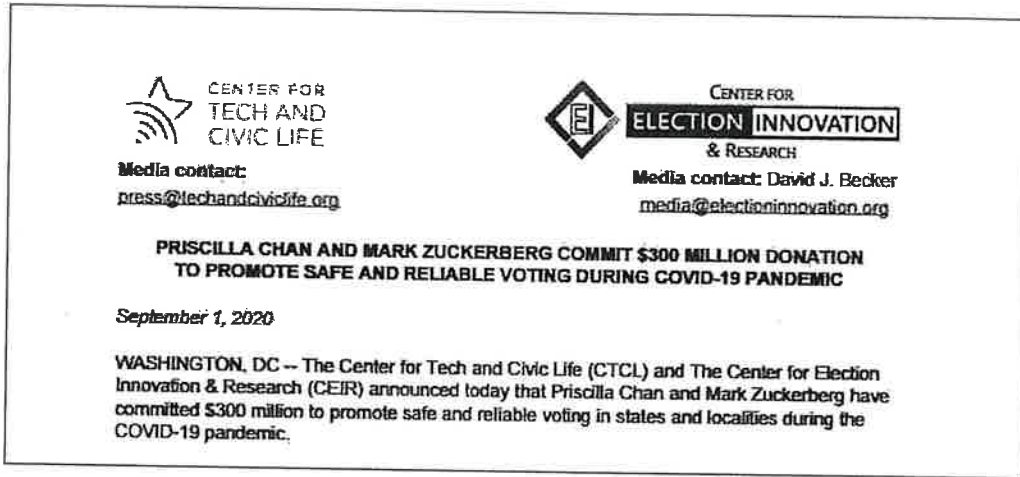 CENTER FOR
TECH AND
CIVIC LIFE
Media contact:
press@techandciviclife.org
CENTER FOR
ELECTION INNOVATION
& RESEARCH
Media contact: David J. Becker
media@electioninnovation.org
PRISCILLA CHAN AND MARK ZUCKERBERG COMMIT $300 MILLION DONATION
TO PROMOTE SAFE AND RELIABLE VOTING DURING COVID-19 PANDEMIC
September 1, 2020
WASHINGTON, DC -- The Center for Tech and Civic Life (CTCL) and The Center for Election
Innovation & Research (CEIR) announced today that Priscilla Chan and Mark Zuckerberg have
committed $300 million to promote safe and reliable voting in states and localities during the
COVID-19 pandemic.